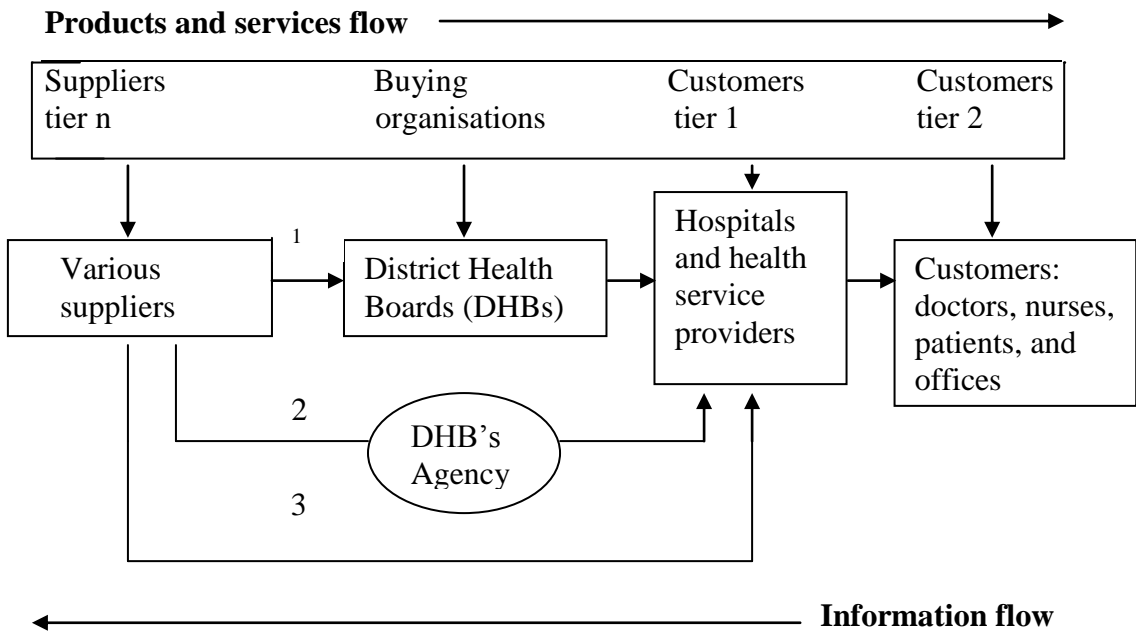 Products and services flow
Suppliers
tier n
Buying
organisations
Customers
tier 1
Customers
tier 2
1
Various
suppliers
District Health
Boards (DHBs)
Hospitals
and health
service
providers
Customers:
doctors, nurses,
patients, and
offices
2
DHB’s
Agency
3
Information flow